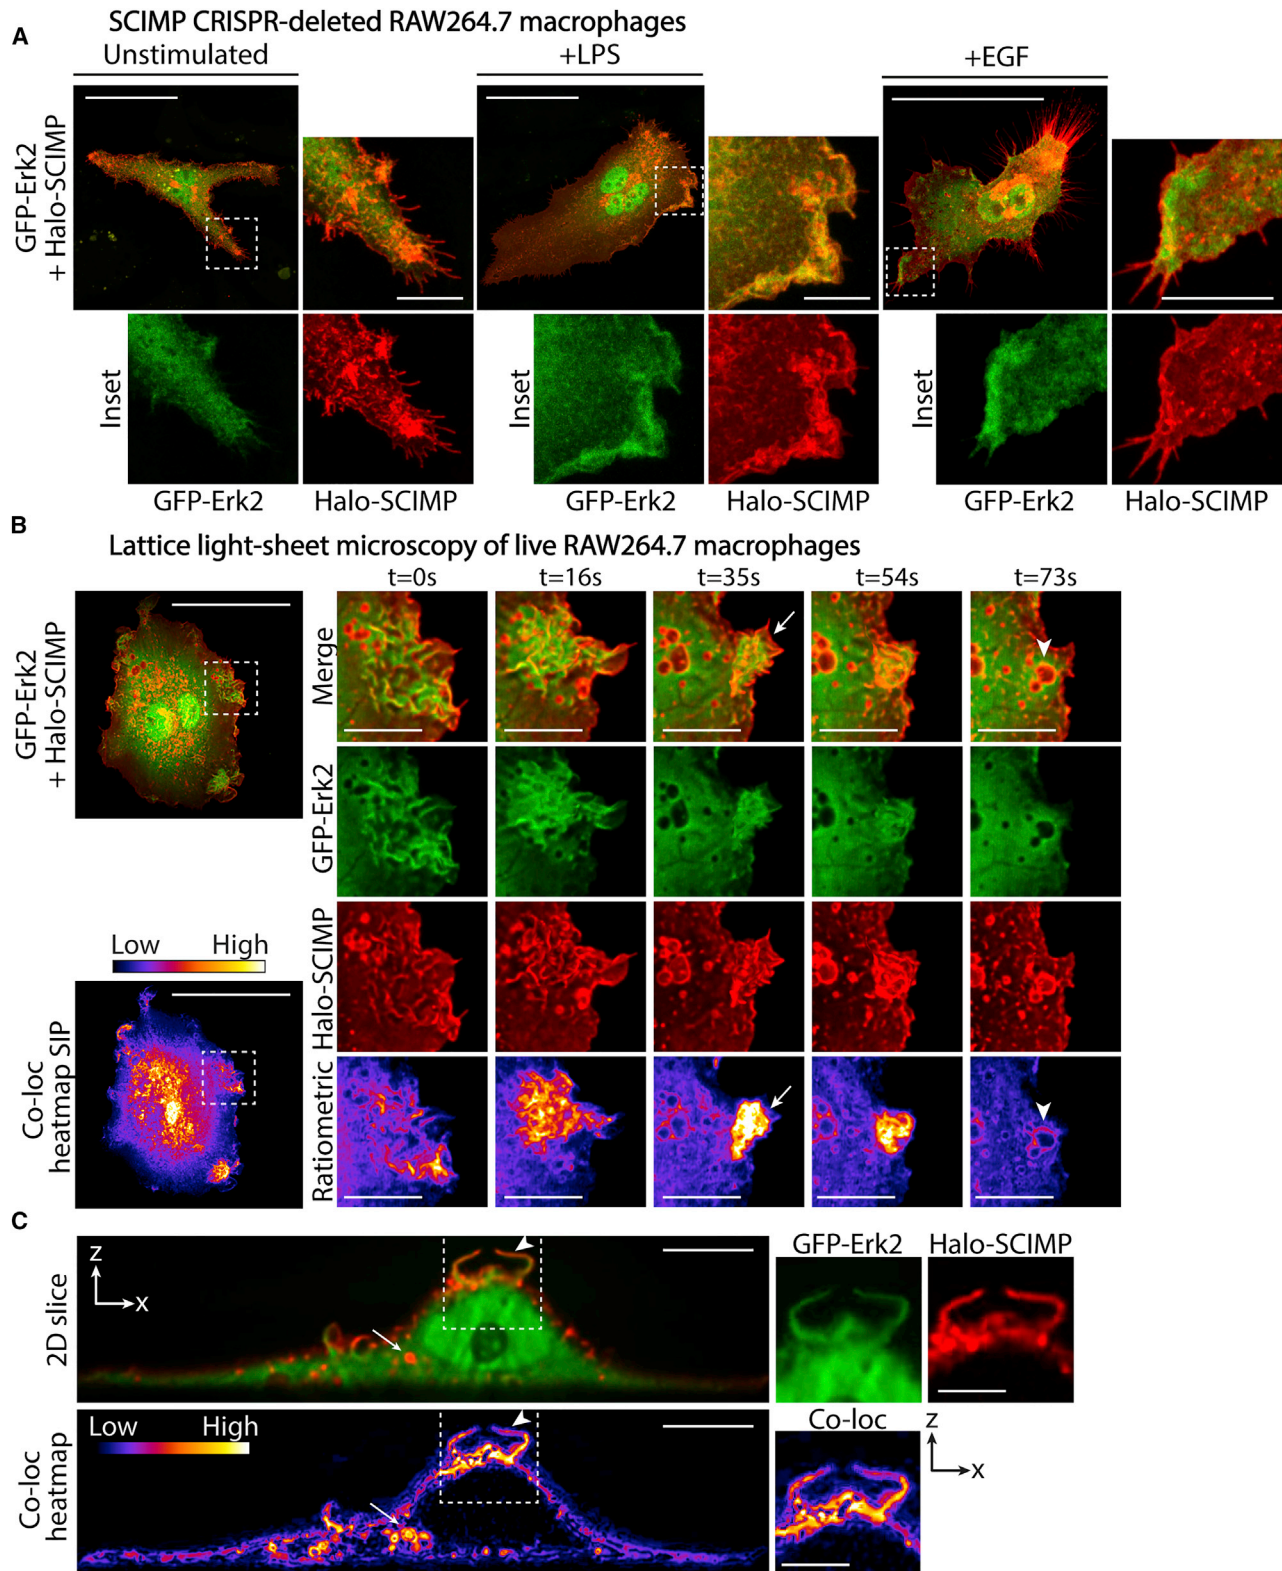 A
SCIMP CRISPR-deleted RAW264.7 macrophages
Unstimulated
+LPS
+EGF
GFP-Erk2
+ Halo-SCIMP
Inset
Inset
Inset
GFP-Erk2
Halo-SCIMP
GFP-Erk2
Halo-SCIMP
GFP-Erk2
Halo-SCIMP
B
Lattice light-sheet microscopy of live RAW264.7 macrophages
t=0s
t=16s
t=35s
t=54s
t=73s
GFP-Erk2
+ Halo-SCIMP
Merge
GFP-Erk2
Halo-SCIMP
Low
High
Co-loc
heatmap SIP
Ratiometric
C
2D slice
z
x
GFP-Erk2
Halo-SCIMP
Co-loc
heatmap
Low
High
Co-loc
z
x